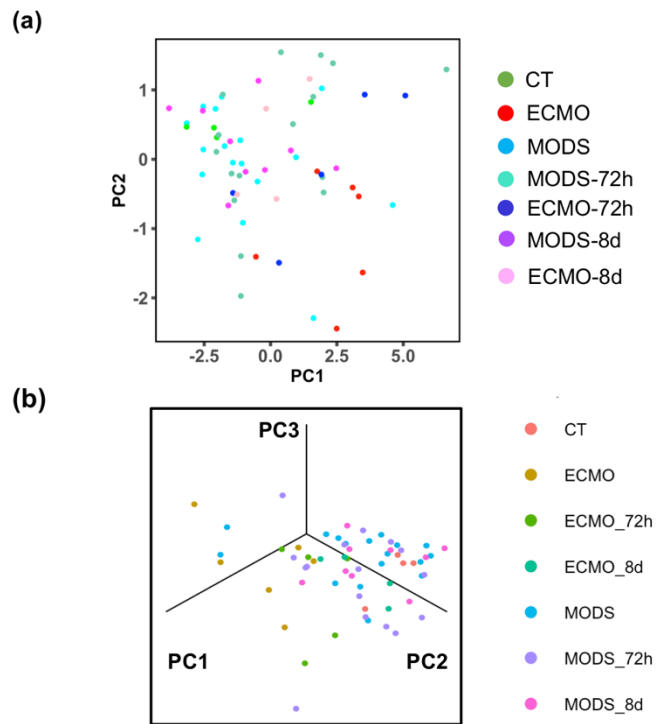 (a)
1
0
-1
-2
PC2
-2.5
0.0
2.5
5.0
PC1
CT
ECMO
MODS
MODS-72h
ECMO-72h
MODS-8d
ECMO-8d
(b)
PC3
PC1
PC2
CT
ECMO
ECMO_72h
ECMO_8d
MODS
MODS_72h
MODS_8d